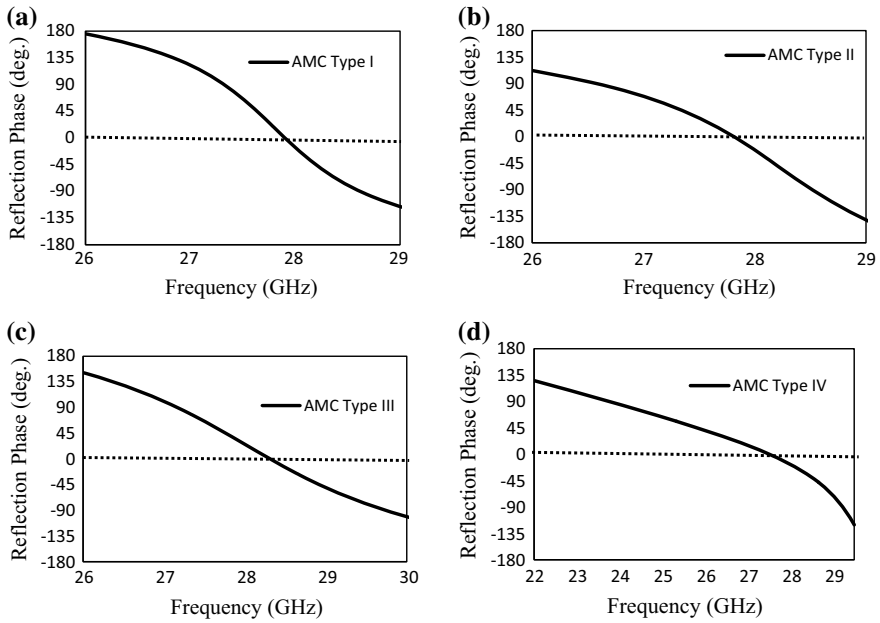 (a)
Reflection Phase (deg.)
180
135
90
45
0
-45
-90
-135
-180
AMC Type I
26 27 28 29
Frequency (GHz)
(b)
Reflection Phase (deg.)
180
135
90
45
0
-45
-90
-135
-180
AMC Type II
26 27 28 29
Frequency (GHz)
(c)
Reflection Phase (deg.)
180
135
90
45
0
-45
-90
-135
-180
AMC Type III
26 27 28 29 30
Frequency (GHz)
(d)
Reflection Phase (deg.)
180
135
90
45
0
-45
-90
-135
-180
AMC Type IV
22 23 24 25 26 27 28 29
Frequency (GHz)